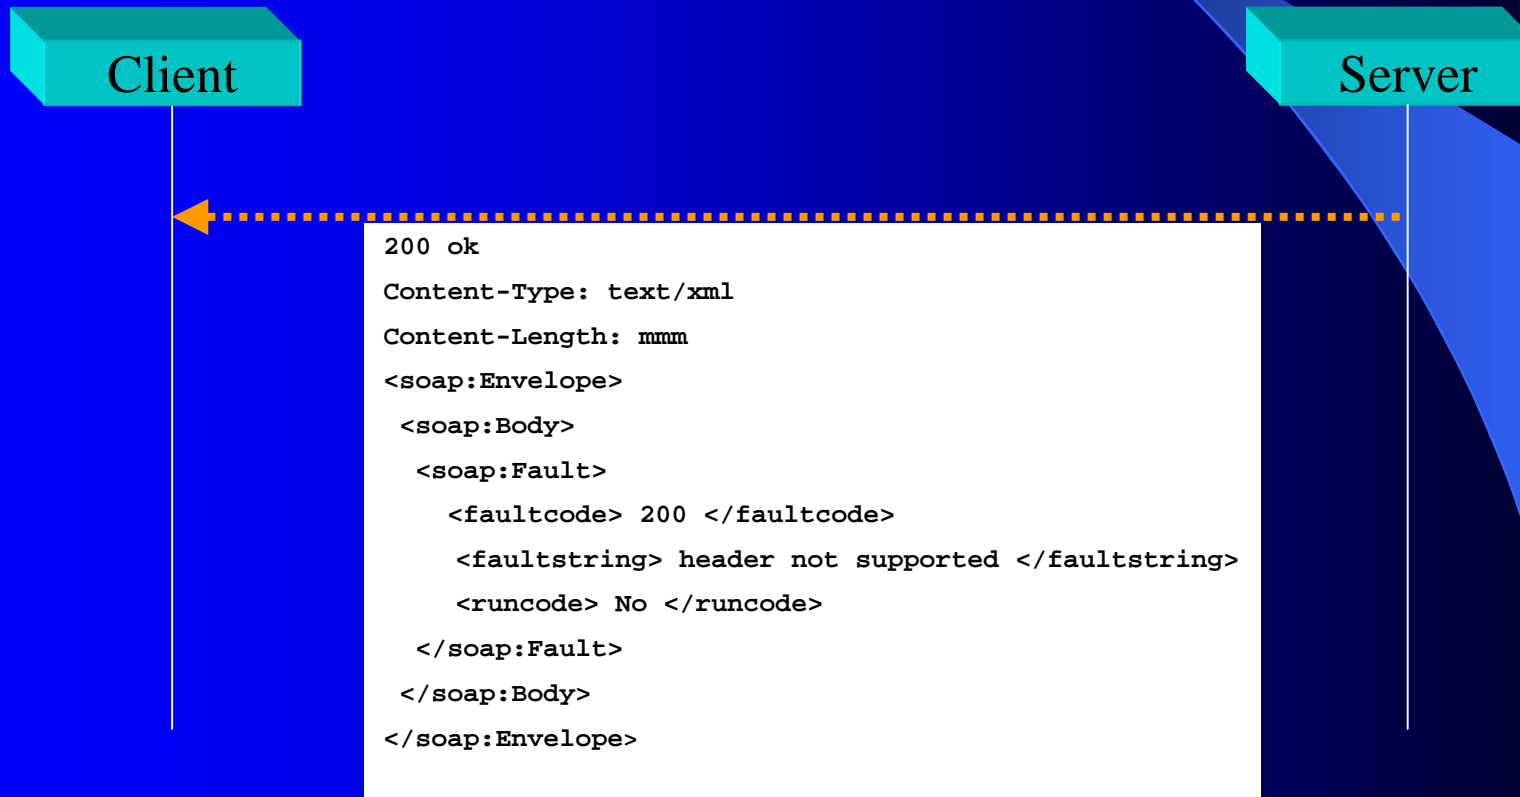 Client
Server
200 ok
Content-Type: text/xml
Content-Length: mmm
<soap:Envelope>
<soap:Body>
<soap:Fault>
<faultcode> 200 </faultcode>
<faultstring> header not supported </faultstring>
<runcode> No </runcode>
</soap:Fault>
</soap:Body>
</soap:Envelope>